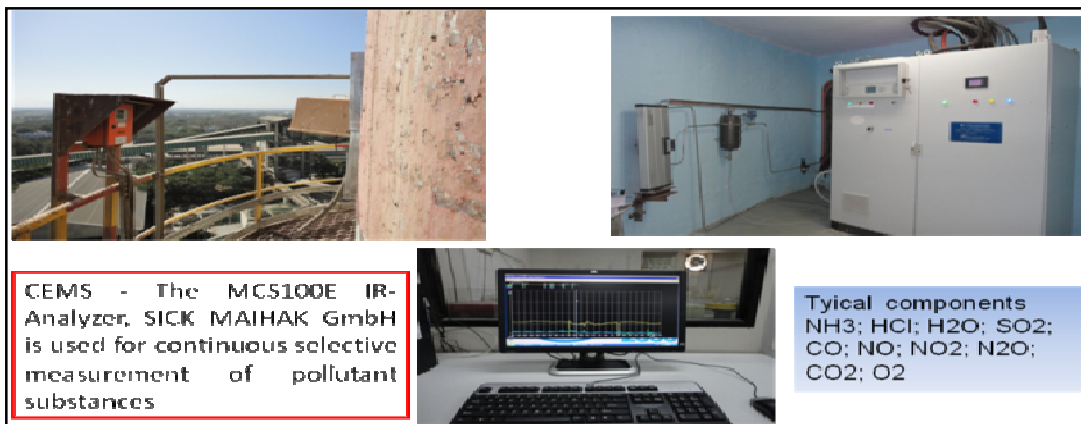 CEMS - The MCS100E IR-
Analyzer, SICK MAIHAK GmbH
is used for continuous selective
measurement of pollutant
substances
Tyical components
NH3; HCl; H2O; SO2;
CO; NO; NO2; N2O;
CO2; O2